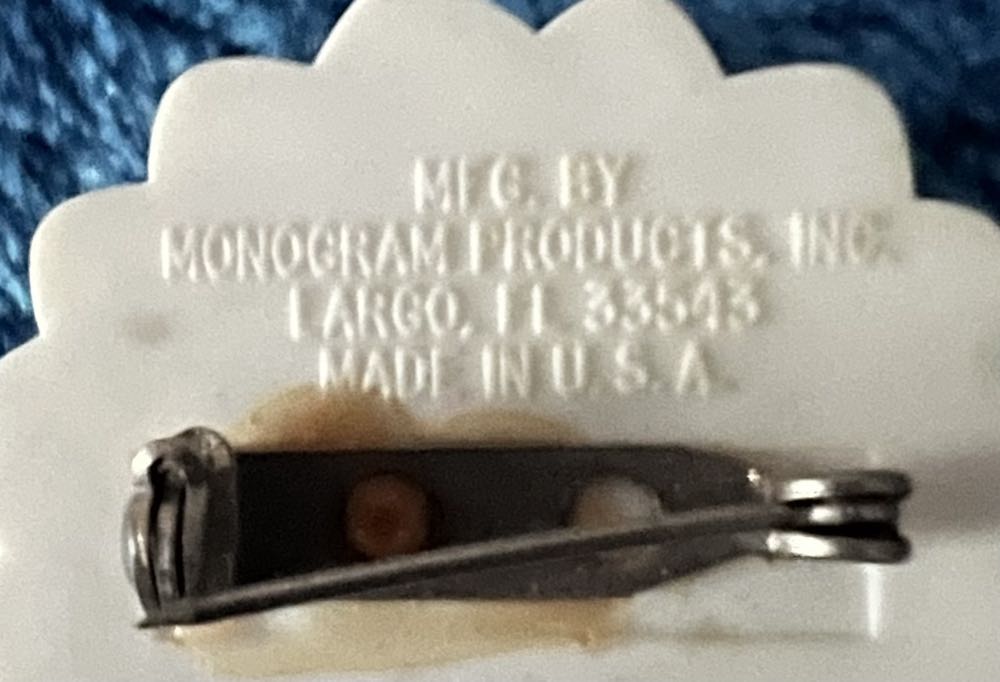 MFG. BY
MONOGRAM PRODUCTS, INC.
LARGO, FL 33543
MADE IN U.S.A.